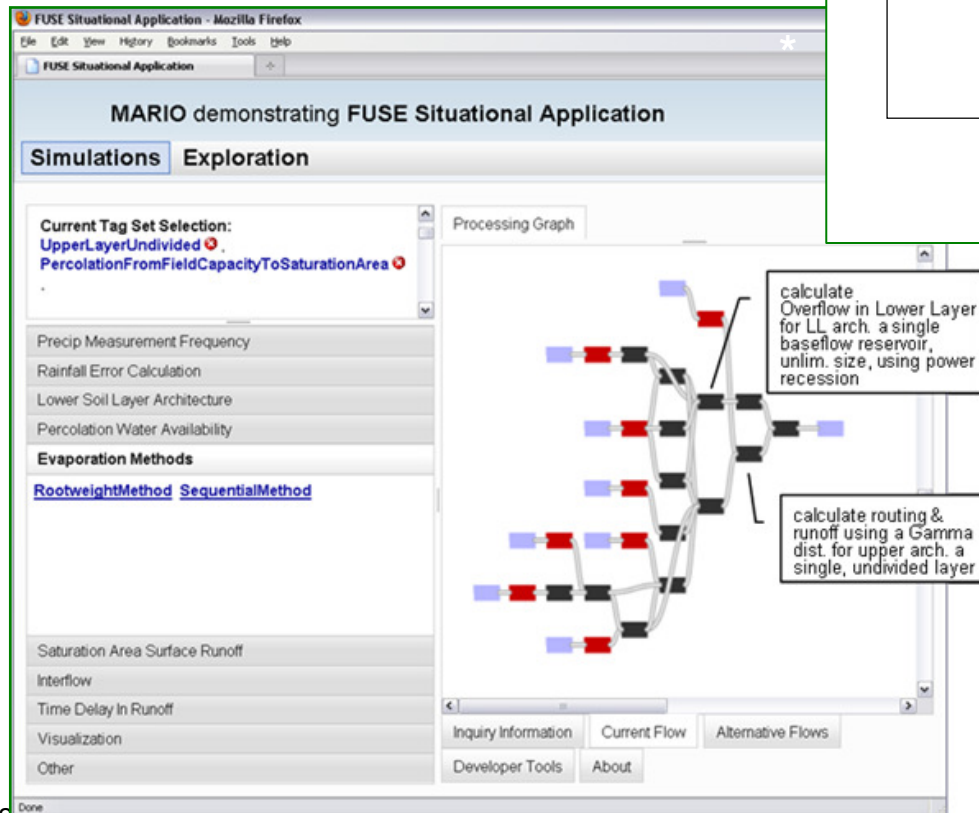 FUSE Situational Application - Mozilla Firefox
File Edit View History Bookmarks Tools Help
*
FUSE Situational Application
MARIO demonstrating FUSE Situational Application
Simulations Exploration
Current Tag Set Selection:
UpperLayerUndivided ,
PercolationFromFieldCapacityToSaturationArea
.
Precip Measurement Frequency
Rainfall Error Calculation
Lower Soil Layer Architecture
Percolation Water Availability
Evaporation Methods
RootweightMethod SequentialMethod
Saturation Area Surface Runoff
Interflow
Time Delay In Runoff
Visualization
Other
Processing Graph
calculate
Overflow in Lower Layer
for LL arch. a single
baseflow reservoir,
unlim. size, using power
recession
calculate routing &
runoff using a Gamma
dist. for upper arch. a
single, undivided layer
Inquiry Information Current Flow Alternative Flows
Developer Tools About
Done